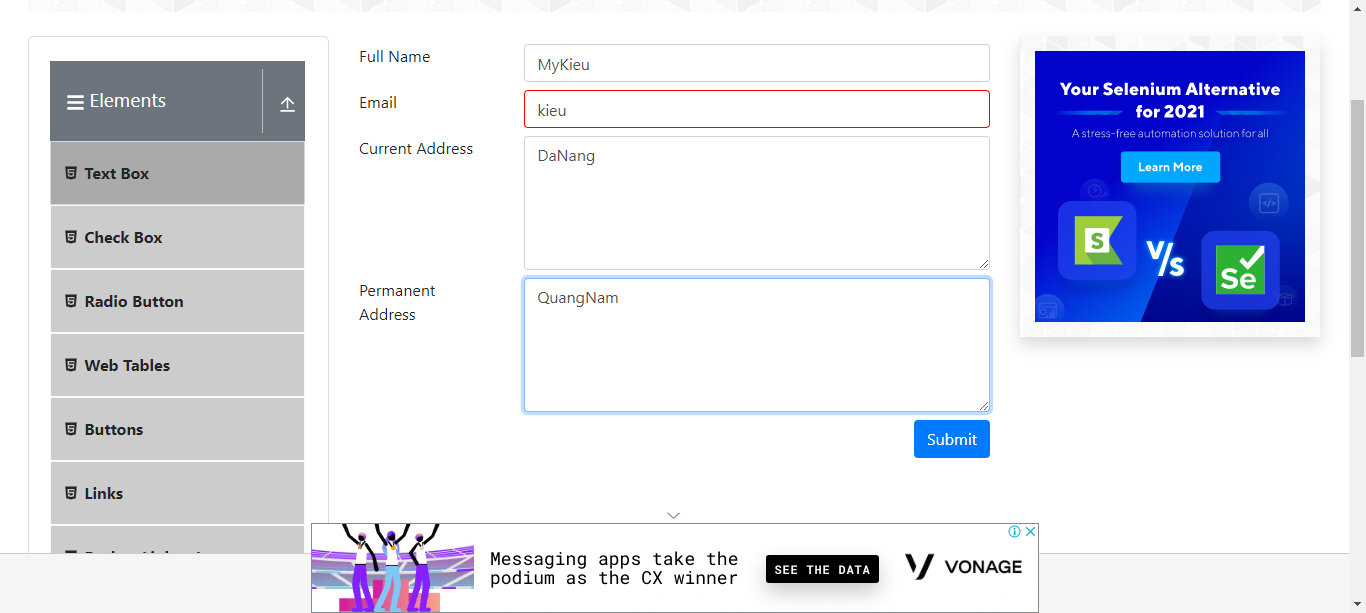 Elements
Text Box
Check Box
Radio Button
Web Tables
Buttons
Links
Full Name
MyKieu
Email
kieu
Current Address
DaNang
Permanent
Address
QuangNam
Submit
Your Selenium Alternative
for 2021
A stress-free automation solution for all
Learn More
S
V/S
Se
Messaging apps take the
podium as the CX winner
SEE THE DATA
VONAGE